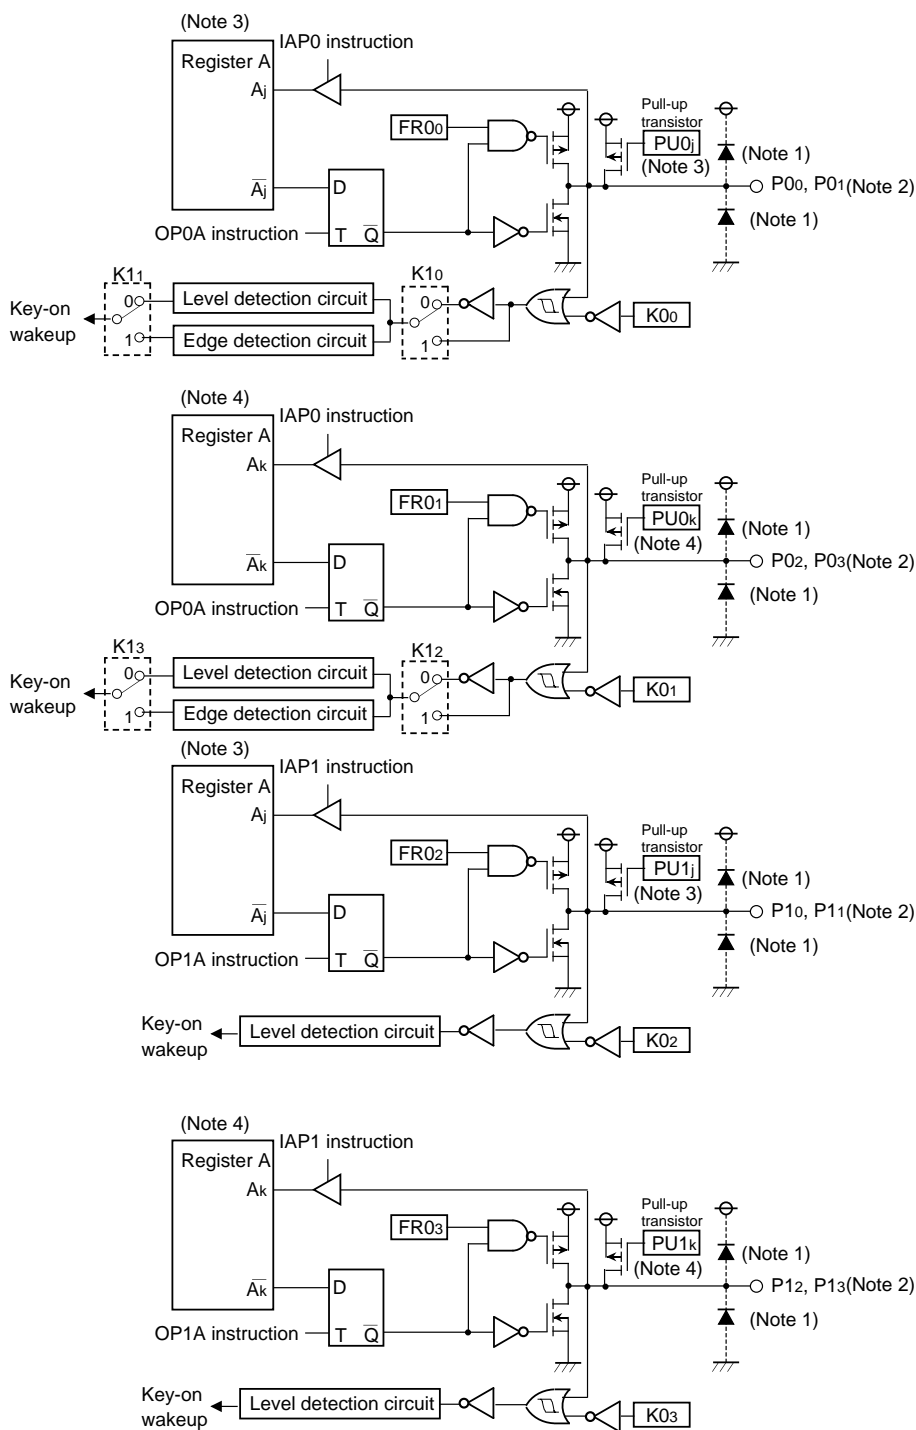 (Note 3)
IAP0 instruction
Register A
Aj
Pull-up
transistor
FR00
PU0j
(Note 1)
(Note 3)
Aj
D
P00, P01(Note 2)
(Note 1)
OP0A instruction
T Q
K11
K10
Key-on
wakeup
0
Level detection circuit
0
K00
1
Edge detection circuit
1
(Note 4)
IAP0 instruction
Register A
Ak
Pull-up
transistor
FR01
PU0k
(Note 1)
(Note 4)
Ak
D
P02, P03(Note 2)
(Note 1)
OP0A instruction
T Q
K13
K12
Key-on
wakeup
0
Level detection circuit
0
K01
1
Edge detection circuit
1
(Note 3)
IAP1 instruction
Register A
Aj
Pull-up
transistor
FR02
PU1j
(Note 1)
(Note 3)
Aj
D
P10, P11(Note 2)
(Note 1)
OP1A instruction
T Q
Key-on
wakeup
Level detection circuit
K02
(Note 4)
IAP1 instruction
Register A
Ak
Pull-up
transistor
FR03
PU1k
(Note 1)
(Note 4)
Ak
D
P12, P13(Note 2)
(Note 1)
OP1A instruction
T Q
Key-on
wakeup
Level detection circuit
K03